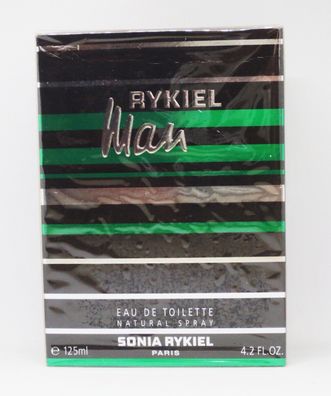 RYKIEL
Man
EAU DE TOILETTE
NATURAL SPRAY
SONIA RYKIEL
PARIS
℮ 125ml 4.2 FL.OZ.